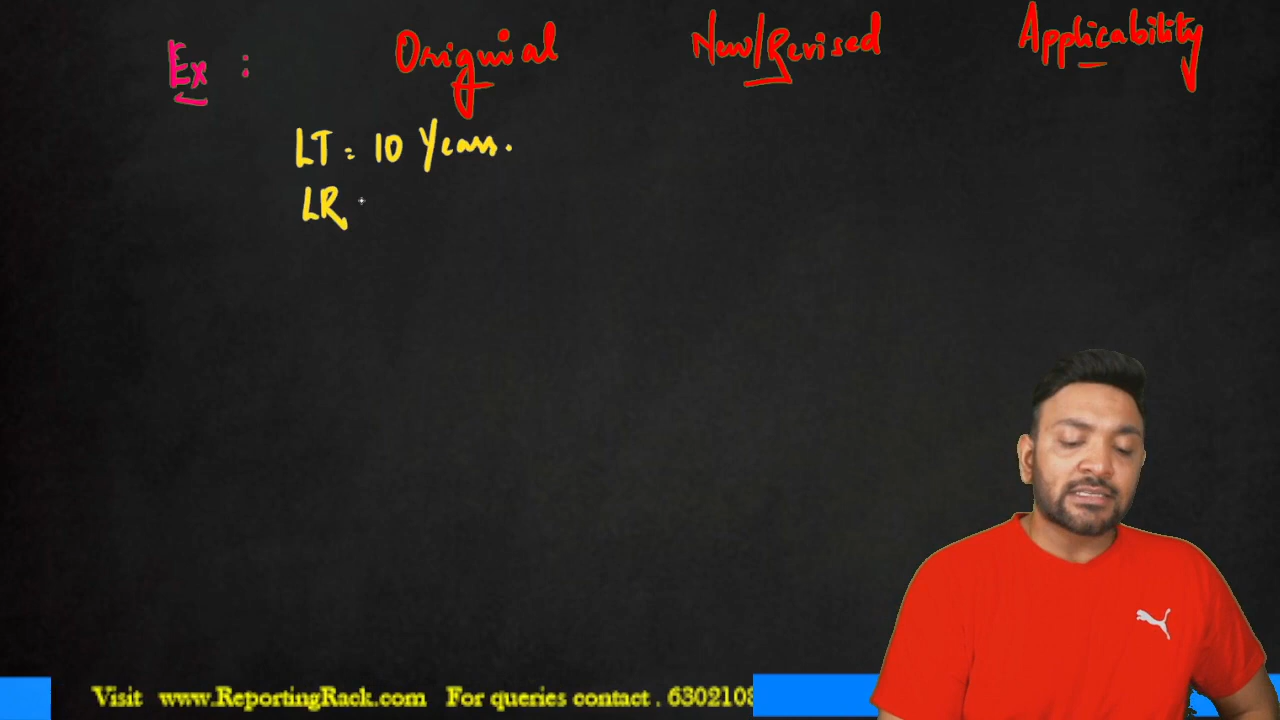 Ex : Original New/Revised Applicability
LT = 10 Years.
LR
Visit www.ReportingRack.com For queries contact . 630210